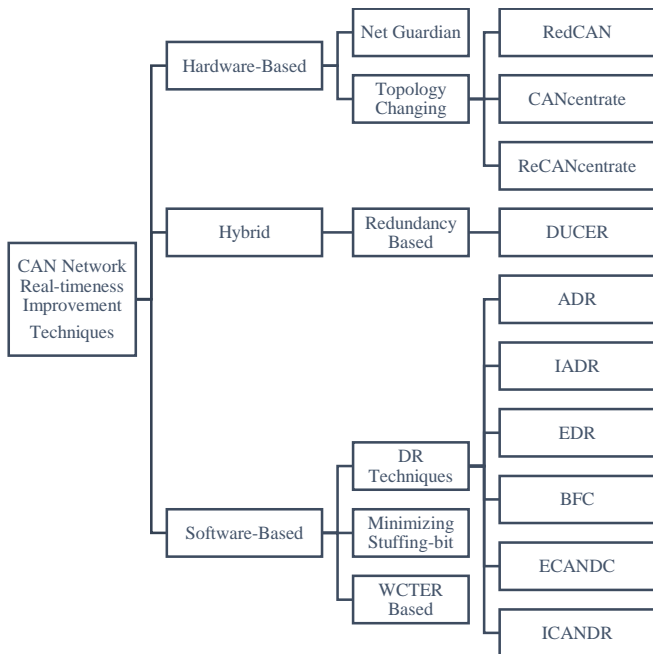 CAN Network
Real-timeness
Improvement
Techniques
Hardware-Based
Net Guardian
Topology
Changing
RedCAN
CANcentrate
ReCANcentrate
Hybrid
Redundancy
Based
DUCER
Software-Based
DR
Techniques
ADR
IADR
EDR
BFC
ECANDC
ICANDR
Minimizing
Stuffing-bit
WCTER
Based